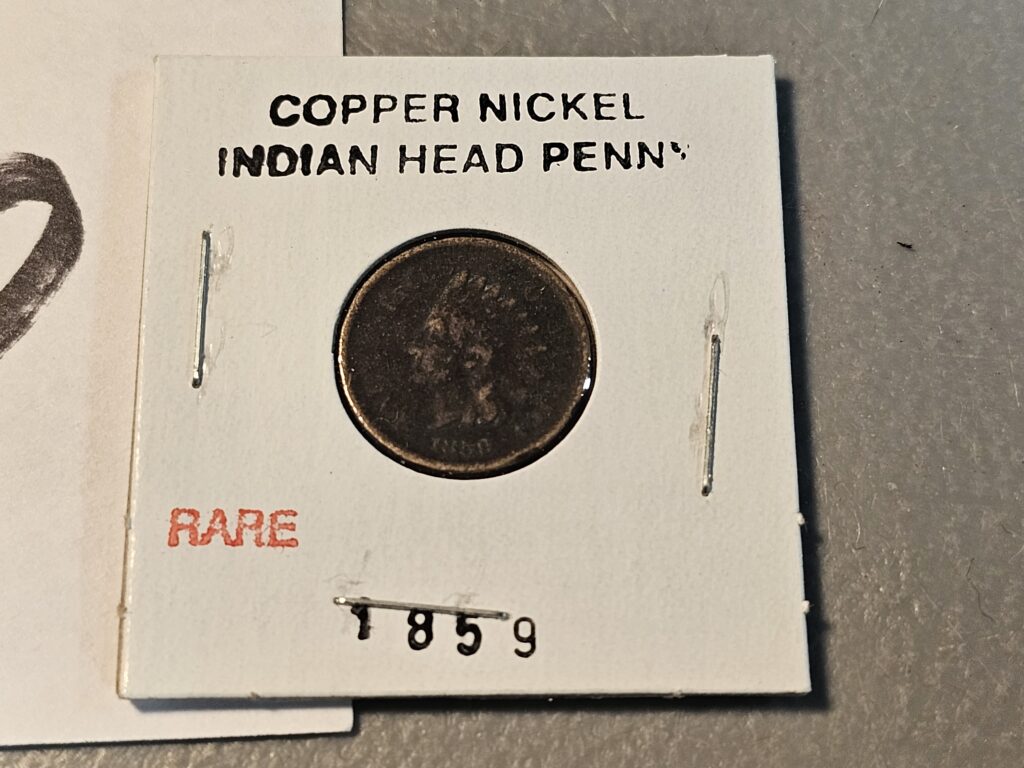 COPPER NICKEL
INDIAN HEAD PENNY
RARE
1859